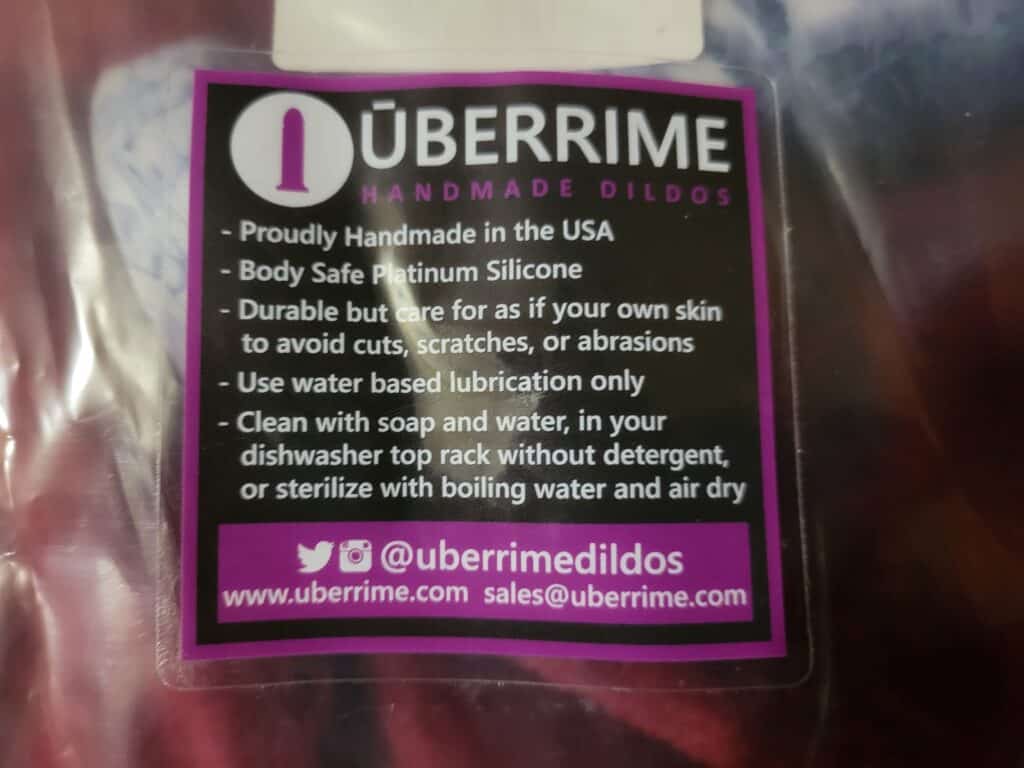 ŪBERRIME
HANDMADE DILDOS
- Proudly Handmade in the USA
- Body Safe Platinum Silicone
- Durable but care for as if your own skin
to avoid cuts, scratches, or abrasions
- Use water based lubrication only
- Clean with soap and water, in your
dishwasher top rack without detergent,
or sterilize with boiling water and air dry
@uberrimedildos
www.uberrime.com sales@uberrime.com